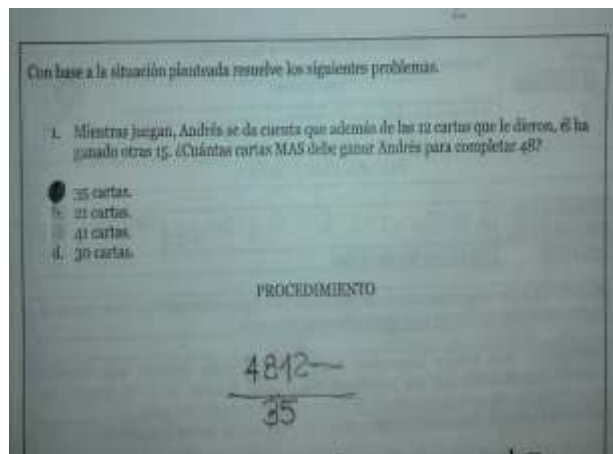 Con base a la situación planteada resuelve los siguientes problemas.
1. Mientras juegan, Andrés se da cuenta que además de las 12 cartas que le dieron, él ha
ganado otras 15. ¿Cuántas cartas MAS debe ganar Andrés para completar 48?
35 cartas.
b. 21 cartas.
41 cartas.
d. 30 cartas.
PROCEDIMIENTO
4812—
35